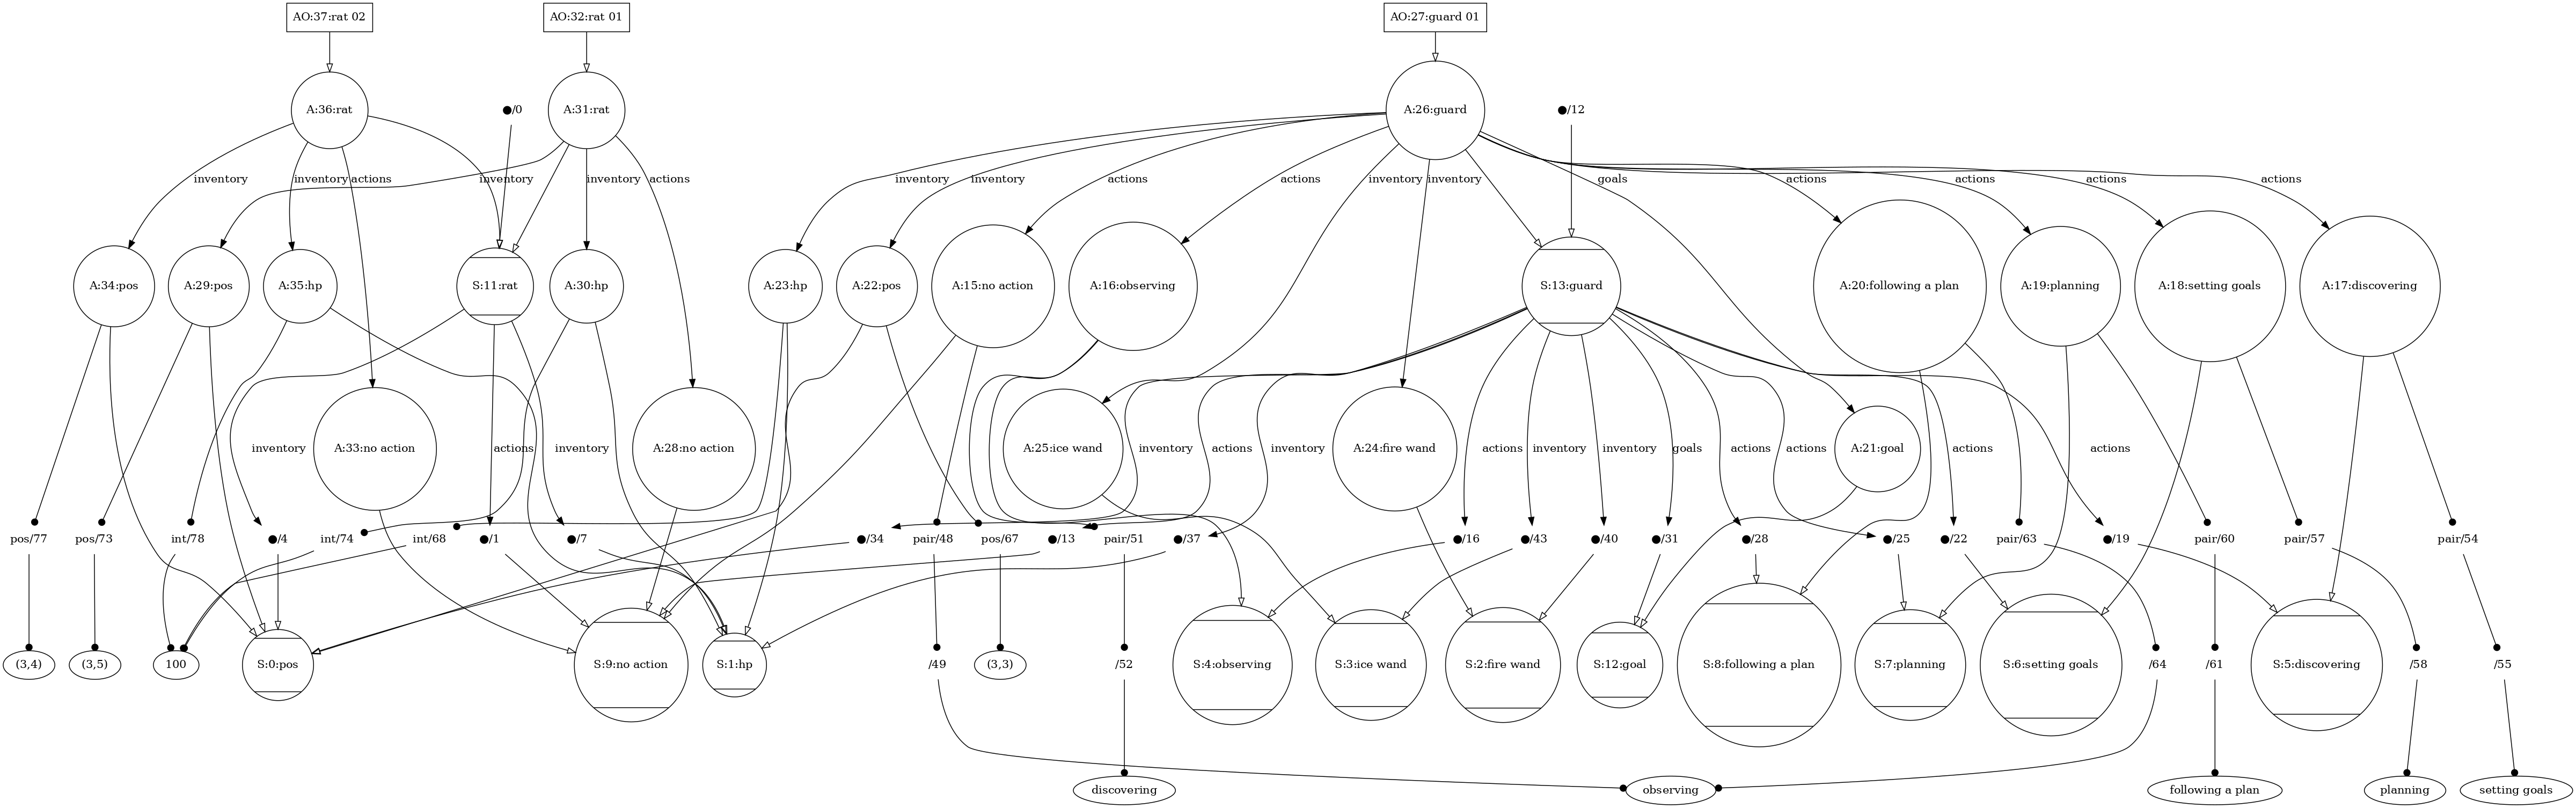 AO:37:rat 02
AO:32:rat 01
AO:27:guard 01
A:36:rat
●/0
A:31:rat
A:26:guard
●/12
inventory
inventory
actions
inventory
inventory
actions
inventory
inventory
actions
actions
inventory
inventory
goals
actions
actions
actions
actions
A:34:pos
A:29:pos
A:35:hp
S:11:rat
A:30:hp
A:23:hp
A:22:pos
A:15:no action
A:16:observing
S:13:guard
A:20:following a plan
A:19:planning
A:18:setting goals
A:17:discovering
inventory
A:33:no action
actions
inventory
A:28:no action
A:25:ice wand
inventory
actions
inventory
A:24:fire wand
actions
inventory
inventory
goals
actions
actions
A:21:goal
actions
actions
pos/77
pos/73
int/78
●/4
int/74
int/68
●/1
●/7
●/34
pair/48
pos/67
●/13
pair/51
●/37
●/16
●/43
●/40
●/31
●/28
●/25
●/22
pair/63
●/19
pair/60
pair/57
pair/54
(3,4)
(3,5)
100
S:0:pos
S:9:no action
S:1:hp
/49
(3,3)
/52
S:4:observing
S:3:ice wand
S:2:fire wand
S:12:goal
S:8:following a plan
S:7:planning
S:6:setting goals
/64
/61
S:5:discovering
/58
/55
discovering
observing
following a plan
planning
setting goals